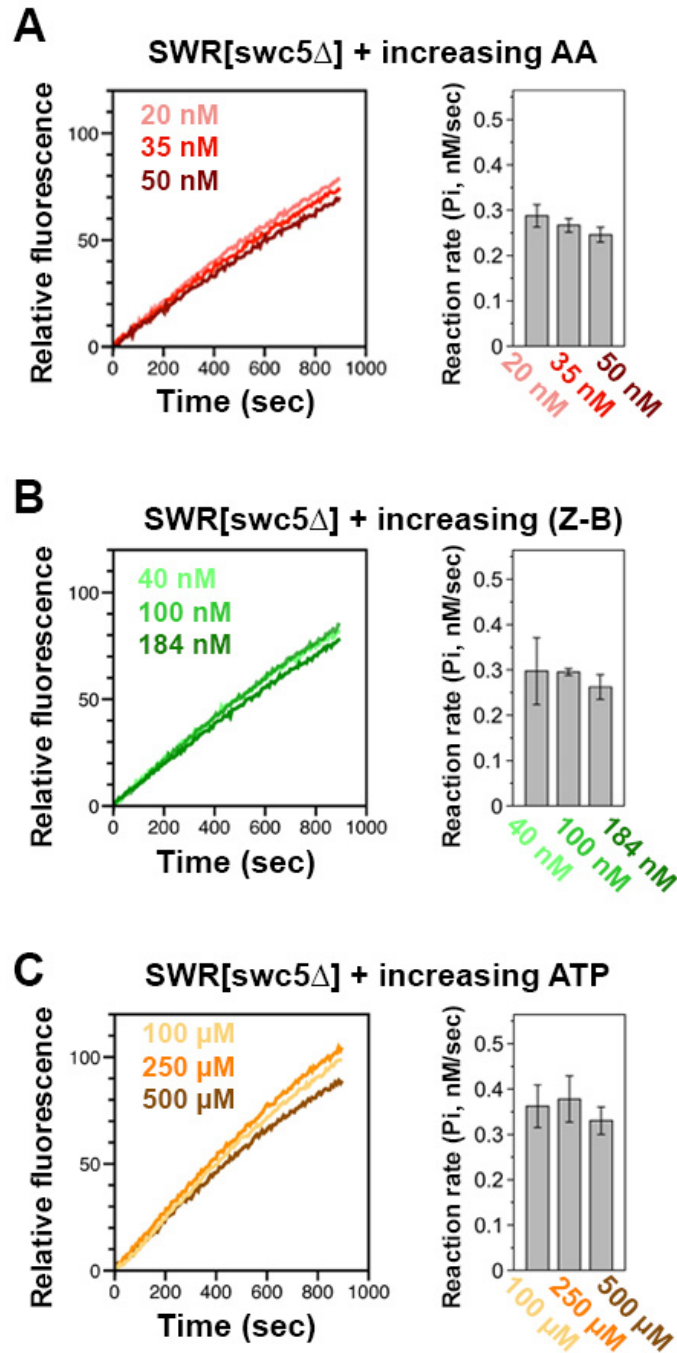 A
SWR[swc5Δ] + increasing AA
Relative fluorescence
100
50
0
20 nM
35 nM
50 nM
0 200 400 600 800 1000
Time (sec)
Reaction rate (Pi, nM/sec)
0.5
0.4
0.3
0.2
0.1
0
20 nM
35 nM
50 nM
B
SWR[swc5Δ] + increasing (Z-B)
Relative fluorescence
100
50
0
40 nM
100 nM
184 nM
0 200 400 600 800 1000
Time (sec)
Reaction rate (Pi, nM/sec)
0.5
0.4
0.3
0.2
0.1
0
40 nM
100 nM
184 nM
C
SWR[swc5Δ] + increasing ATP
Relative fluorescence
100
50
0
100 µM
250 µM
500 µM
0 200 400 600 800 1000
Time (sec)
Reaction rate (Pi, nM/sec)
0.5
0.4
0.3
0.2
0.1
0
100 µM
250 µM
500 µM